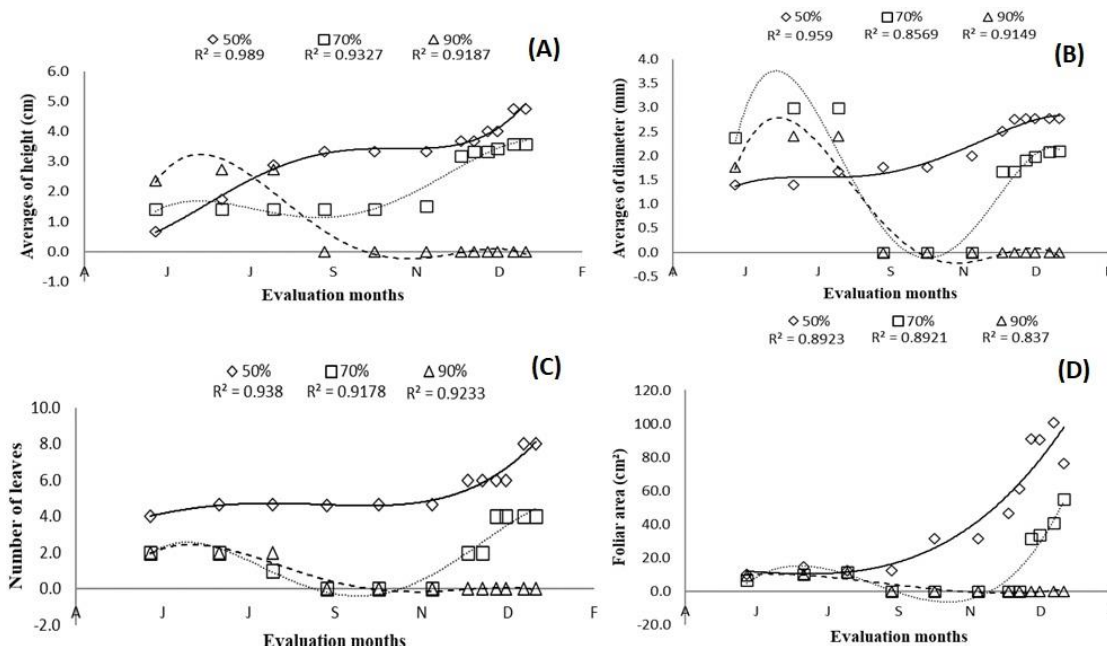 50% 70% 90%
R² = 0.989 R² = 0.9327 R² = 0.9187
(A)
6.0
5.0
4.0
3.0
2.0
1.0
0.0
-1.0
Averages of height (cm)
A J J S N D F
Evaluation months
50% 70% 90%
R² = 0.959 R² = 0.8569 R² = 0.9149
(B)
4.0
3.5
3.0
2.5
2.0
1.5
1.0
0.5
0.0
-0.5
Averages of diameter (mm)
A J J S N D F
Evaluation months
50% 70% 90%
R² = 0.938 R² = 0.9178 R² = 0.9233
(C)
10.0
8.0
6.0
4.0
2.0
0.0
-2.0
Number of leaves
A J J S N D F
Evaluation months
50% 70% 90%
R² = 0.8923 R² = 0.8921 R² = 0.837
(D)
120.0
100.0
80.0
60.0
40.0
20.0
0.0
-20.0
Foliar area (cm²)
A J J S N D
Evaluation months